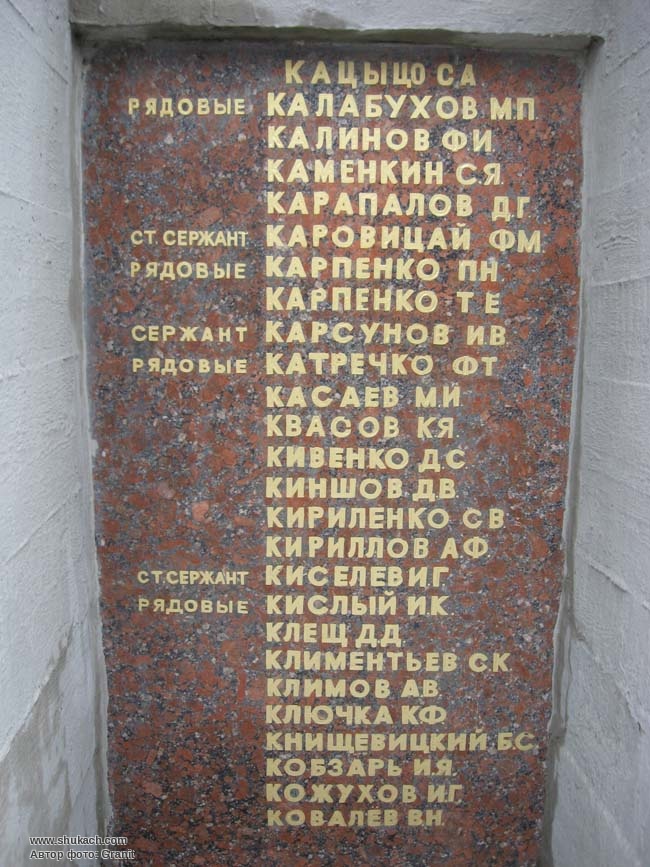 КАЦЫЦО С.А.
РЯДОВЫЕ КАЛАБУХОВ М.П.
КАЛИНОВ Ф.И.
КАМЕНКИН С.Я.
КАРАПАЛОВ Д.Г.
СТ. СЕРЖАНТ КАРОВИЦАЙ Ф.М.
РЯДОВЫЕ КАРПЕНКО П.Н.
КАРПЕНКО Т.Е.
СЕРЖАНТ КАРСУНОВ И.В.
РЯДОВЫЕ КАТРЕЧКО Ф.Т.
КАСАЕВ М.И.
КВАСОВ К.Я.
КИВЕНКО Д.С.
КИНШОВ Д.В.
КИРИЛЕНКО С.В.
КИРИЛЛОВ А.Ф.
СТ. СЕРЖАНТ КИСЕЛЕВ И.Г.
РЯДОВЫЕ КИСЛЫЙ И.К.
КЛЕЩ Д.Д.
КЛИМЕНТЬЕВ С.К.
КЛИМОВ А.В.
КЛЮЧКА К.Ф.
КНИЩЕВИЦКИЙ Б.С.
КОБЗАРЬ И.Я.
КОЖУХОВ И.Г.
КОВАЛЕВ В.Н.
www.shukach.com
Автор фото: Granit